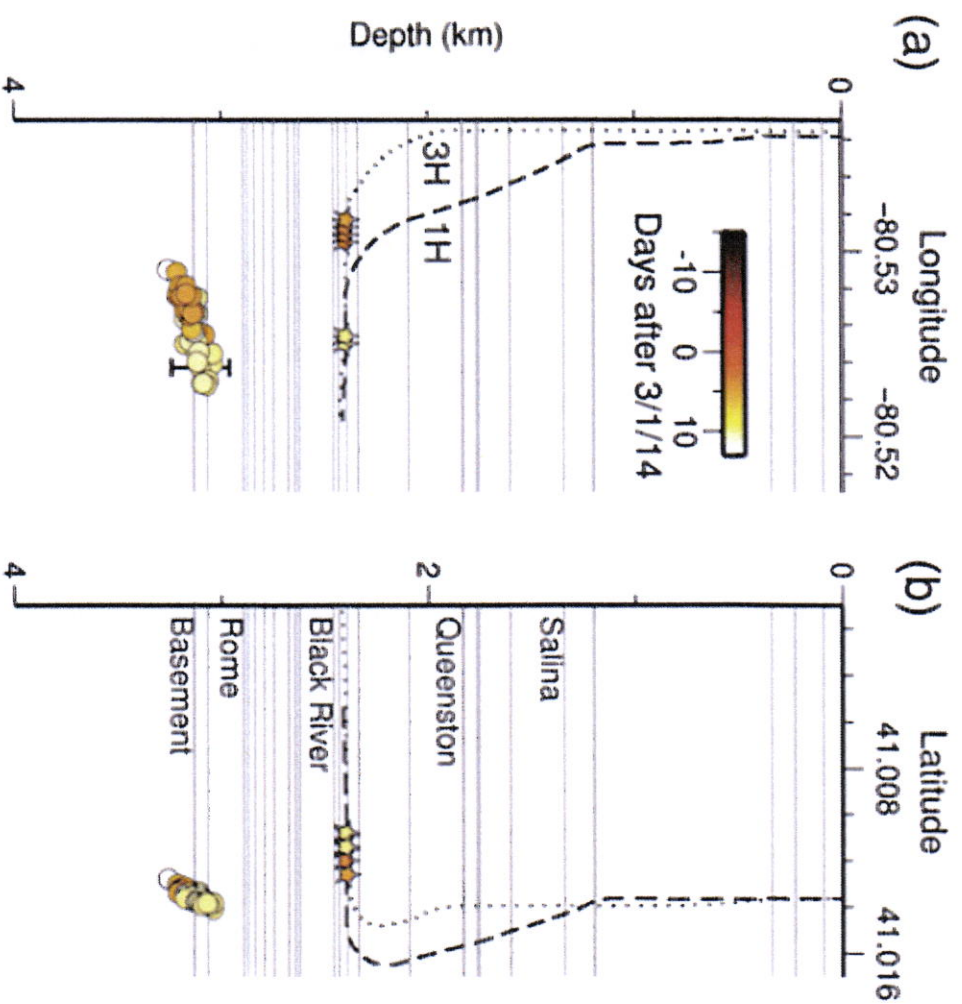 (a)
Longitude
-80.53
-80.52
0
4
Depth (km)
3H
1H
-10
0
10
Days after 3/1/14
(b)
Latitude
41.008
41.016
0
2
4
Salina
Queenston
Black River
Rome
Basement